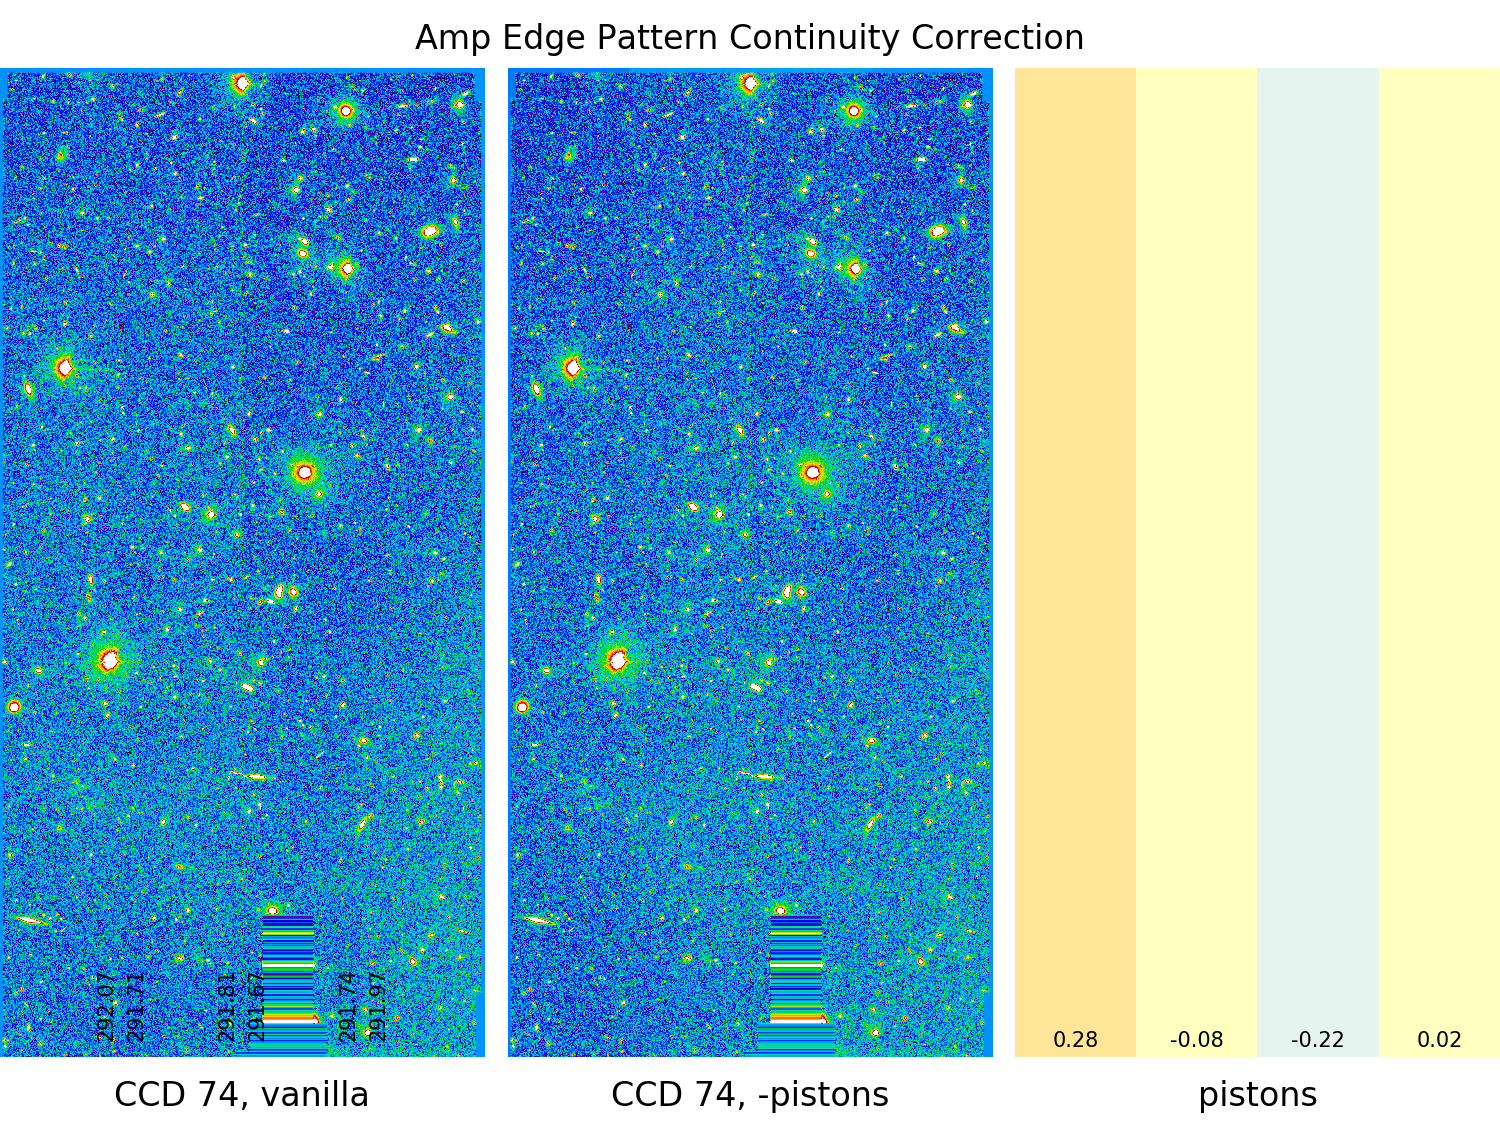 Amp Edge Pattern Continuity Correction
292.07
291.71
291.81
291.67
291.74
291.97
0.28 -0.08 -0.22 0.02
CCD 74, vanilla CCD 74, -pistons pistons